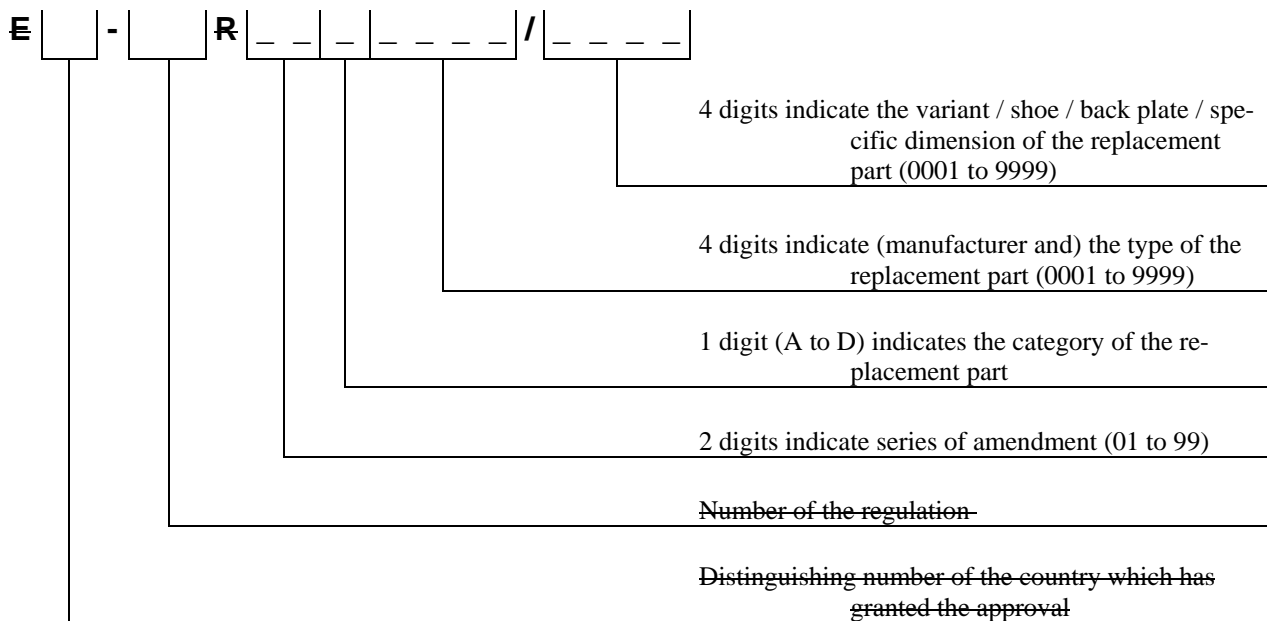 E - R _ _ _ _ _ _ _ / _ _ _ _
4 digits indicate the variant / shoe / back plate / spe-
cific dimension of the replacement
part (0001 to 9999)
4 digits indicate (manufacturer and) the type of the
replacement part (0001 to 9999)
1 digit (A to D) indicates the category of the re-
placement part
2 digits indicate series of amendment (01 to 99)
Number of the regulation
Distinguishing number of the country which has
granted the approval